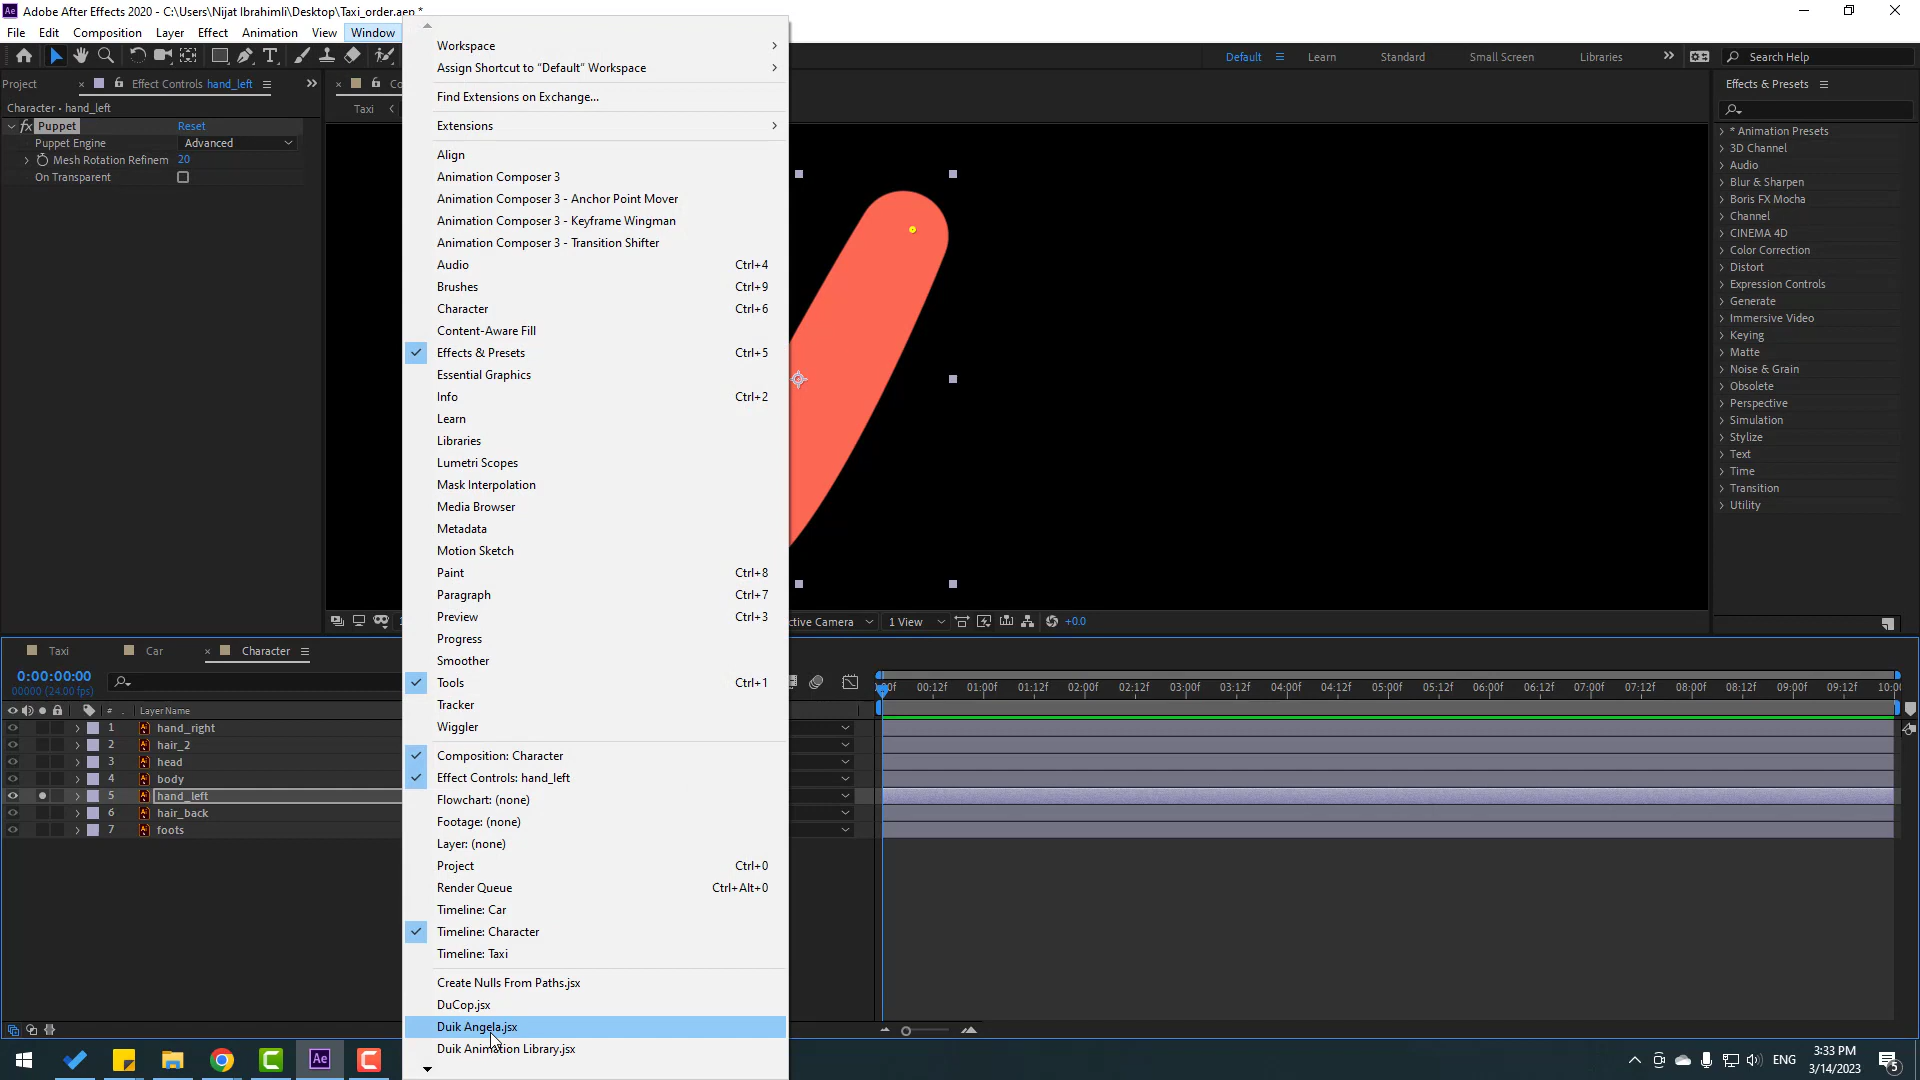 Ae Adobe After Effects 2020 - C:\Users\Nijat Ibrahimli\Desktop\Taxi_order.aep *
File Edit Composition Layer Effect Animation View Window
Default Learn Standard Small Screen Libraries Search Help
Project Effect Controls hand_left
Character • hand_left
fx Puppet Reset
Puppet Engine Advanced
Mesh Rotation Refinem 20
On Transparent
Taxi
Workspace
Assign Shortcut to "Default" Workspace
Find Extensions on Exchange...
Extensions
Align
Animation Composer 3
Animation Composer 3 - Anchor Point Mover
Animation Composer 3 - Keyframe Wingman
Animation Composer 3 - Transition Shifter
Audio Ctrl+4
Brushes Ctrl+9
Character Ctrl+6
Content-Aware Fill
Effects & Presets Ctrl+5
Essential Graphics
Info Ctrl+2
Learn
Libraries
Lumetri Scopes
Mask Interpolation
Media Browser
Metadata
Motion Sketch
Paint Ctrl+8
Paragraph Ctrl+7
Preview Ctrl+3
Progress
Smoother
Tools Ctrl+1
Tracker
Wiggler
Composition: Character
Effect Controls: hand_left
Flowchart: (none)
Footage: (none)
Layer: (none)
Project Ctrl+0
Render Queue Ctrl+Alt+0
Timeline: Car
Timeline: Character
Timeline: Taxi
Create Nulls From Paths.jsx
DuCop.jsx
Duik Angela.jsx
Duik Animation Library.jsx
Effects & Presets
* Animation Presets
3D Channel
Audio
Blur & Sharpen
Boris FX Mocha
Channel
CINEMA 4D
Color Correction
Distort
Expression Controls
Generate
Immersive Video
Keying
Matte
Noise & Grain
Obsolete
Perspective
Simulation
Stylize
Text
Time
Transition
Utility
ctive Camera 1 View +0.0
Taxi Car Character
0:00:00:00
00000 (24.00 fps)
00f 00:12f 01:00f 01:12f 02:00f 02:12f 03:00f 03:12f 04:00f 04:12f 05:00f 05:12f 06:00f 06:12f 07:00f 07:12f 08:00f 08:12f 09:00f 09:12f 10:0
# Layer Name
1 hand_right
2 hair_2
3 head
4 body
5 hand_left
6 hair_back
7 foots
Ae
ENG
3:33 PM
3/14/2023
5